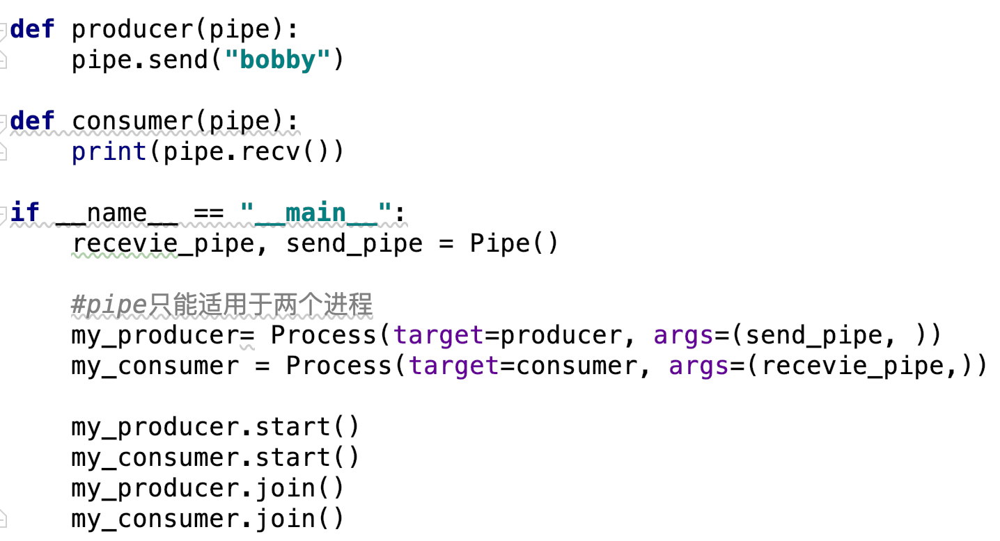 def producer(pipe):
    pipe.send("bobby")

def consumer(pipe):
    print(pipe.recv())

if __name__ == "__main__":
    recevie_pipe, send_pipe = Pipe()

    #pipe只能适用于两个进程
    my_producer= Process(target=producer, args=(send_pipe, ))
    my_consumer = Process(target=consumer, args=(recevie_pipe,))

    my_producer.start()
    my_consumer.start()
    my_producer.join()
    my_consumer.join()